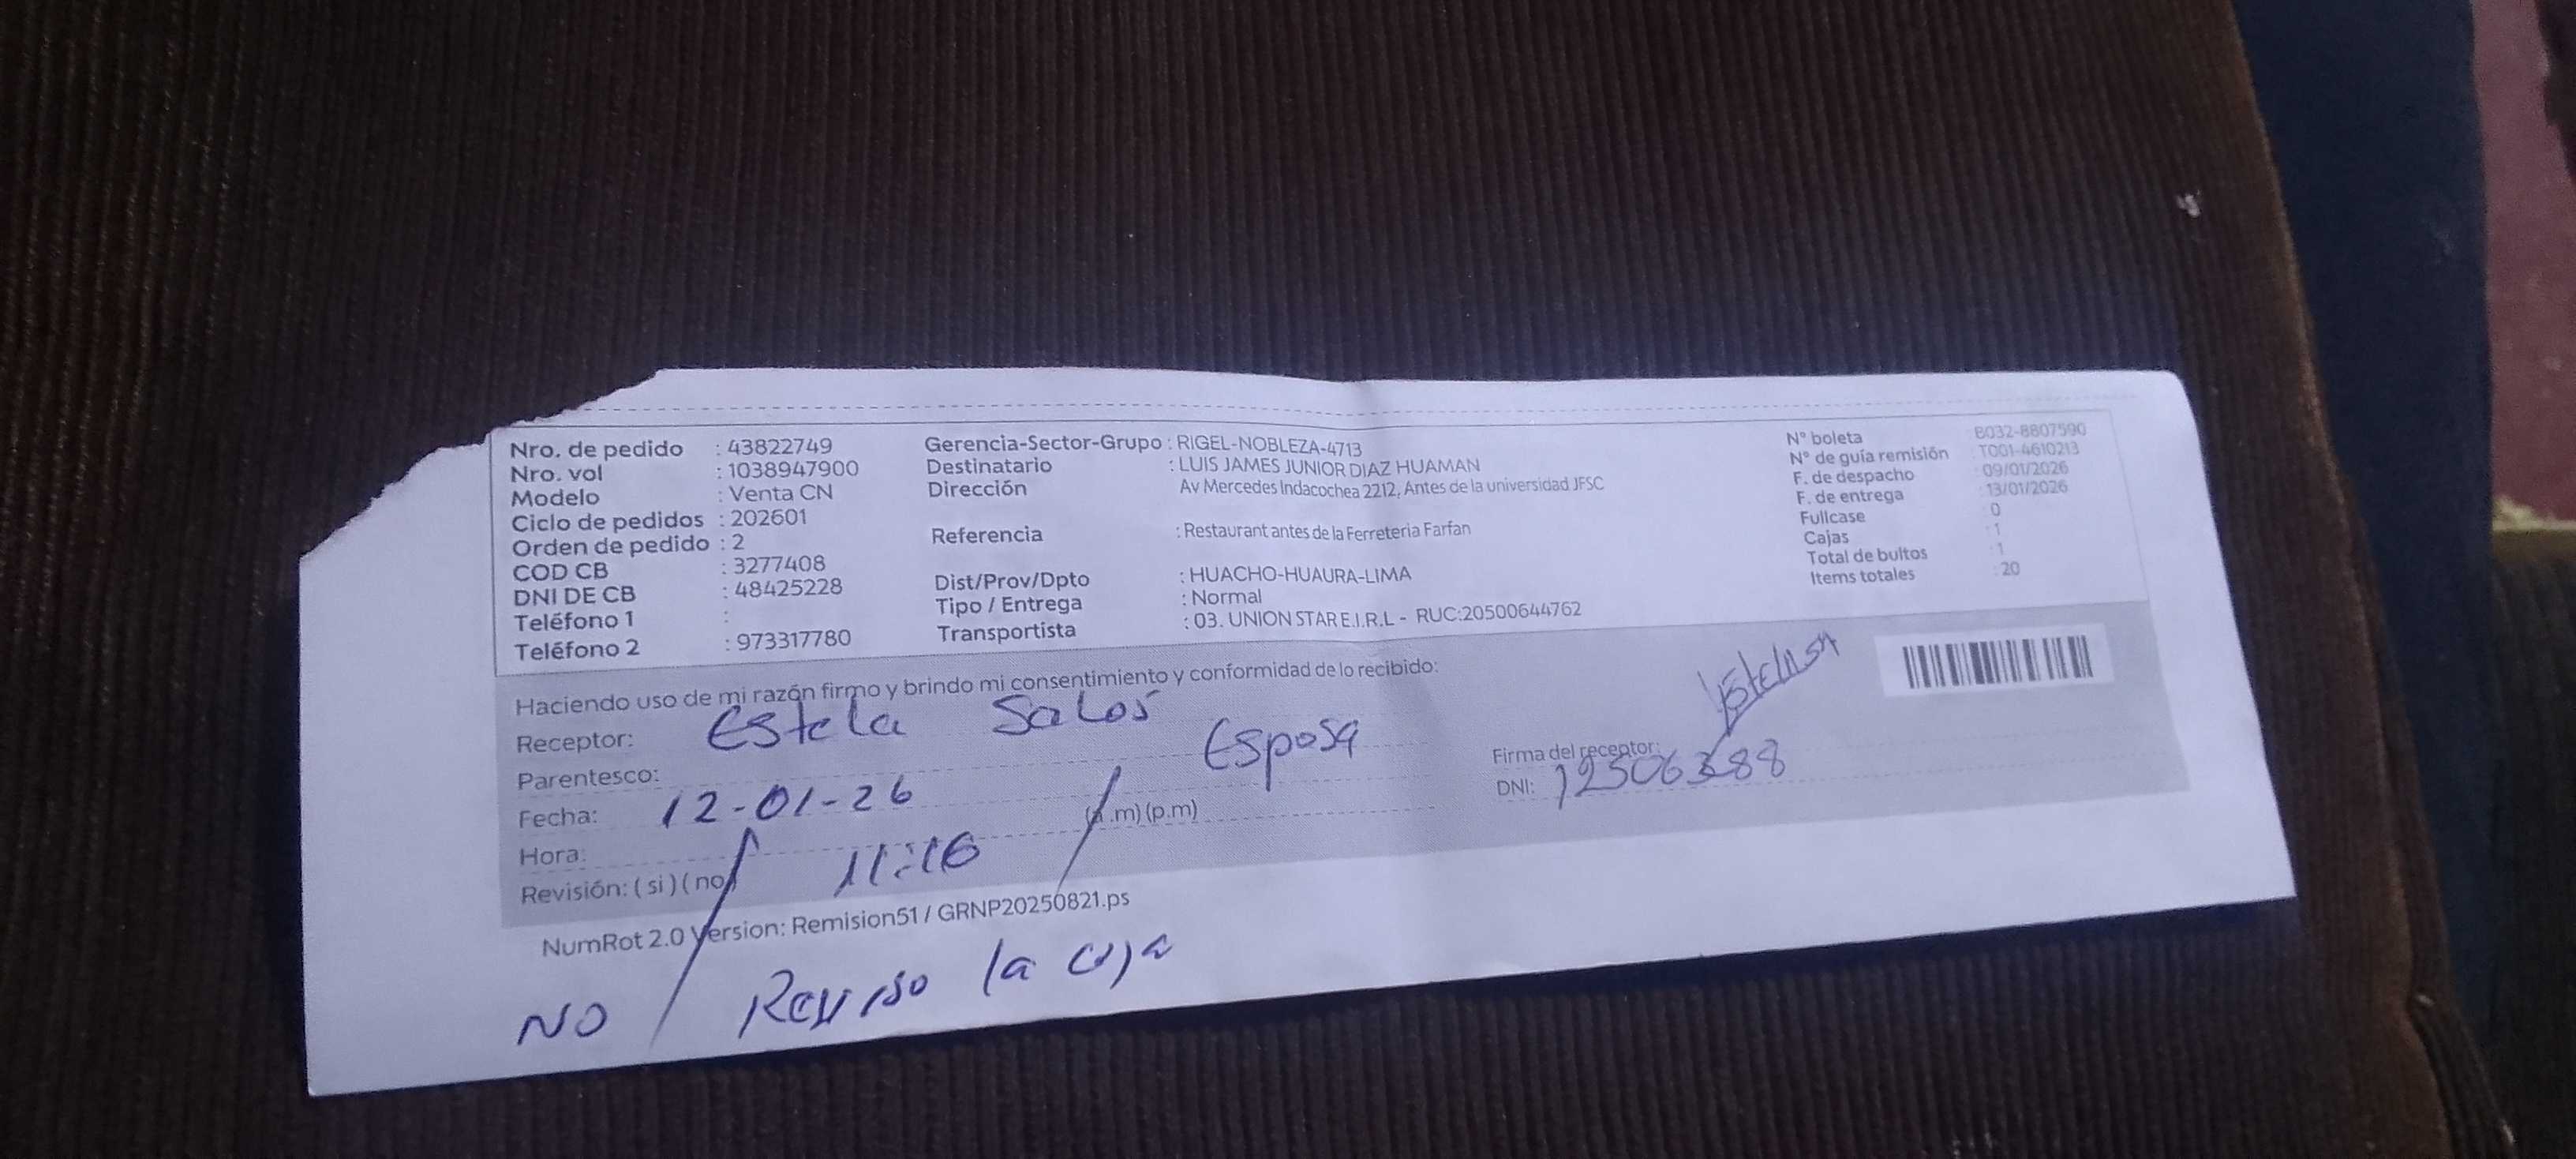 Nro. de pedido : 43822749
Nro. vol : 1038947900
Modelo : Venta CN
Ciclo de pedidos : 202601
Orden de pedido : 2
COD CB : 3277408
DNI DE CB : 48425228
Teléfono 1 :
Teléfono 2 : 973317780
Gerencia-Sector-Grupo : RIGEL-NOBLEZA-4713
Destinatario : LUIS JAMES JUNIOR DIAZ HUAMAN
Dirección Av Mercedes Indacochea 2212, Antes de la universidad JFSC
Referencia : Restaurant antes de la Ferreteria Farfan
Dist/Prov/Dpto : HUACHO-HUAURA-LIMA
Tipo / Entrega : Normal
Transportista : 03. UNION STAR E.I.R.L - RUC:20500644762
N° boleta : B032-8807590
N° de guía remisión : T001-4610213
F. de despacho : 09/01/2026
F. de entrega : 13/01/2026
Fullcase : 0
Cajas : 1
Total de bultos : 1
Items totales : 20
Haciendo uso de mi razón firmo y brindo mi consentimiento y conformidad de lo recibido:
Receptor: Estela Salos
Parentesco: Esposa
Fecha: 12-01-26
Hora: 11:16 (a.m) (p.m)
Revisión: ( si ) ( no )
Firma del receptor:
DNI:
NumRot 2.0 Version: Remision51 / GRNP20250821.ps
NO Reviso la caja